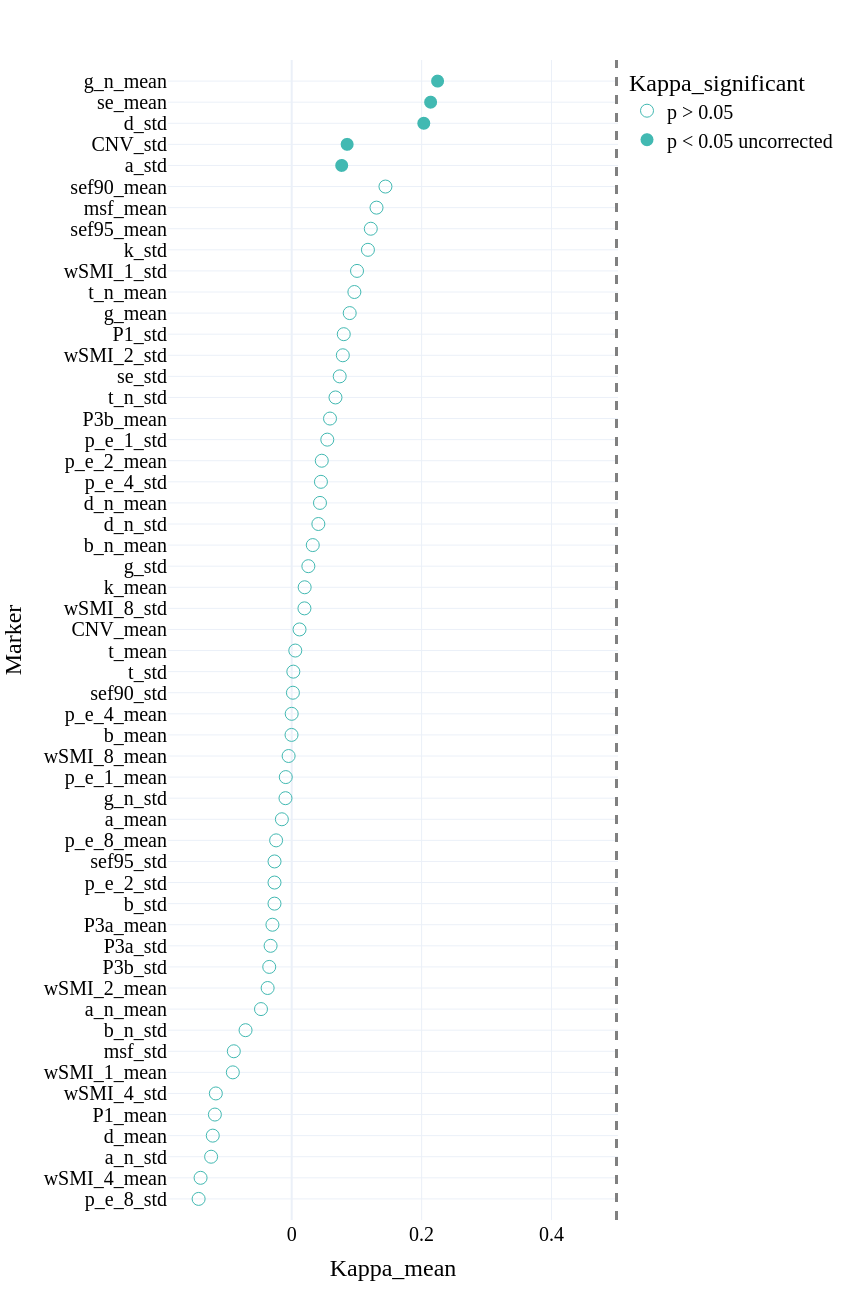 Kappa_significant
p > 0.05
p < 0.05 uncorrected
Marker
g_n_mean
se_mean
d_std
CNV_std
a_std
sef90_mean
msf_mean
sef95_mean
k_std
wSMI_1_std
t_n_mean
g_mean
P1_std
wSMI_2_std
se_std
t_n_std
P3b_mean
p_e_1_std
p_e_2_mean
p_e_4_std
d_n_mean
d_n_std
b_n_mean
g_std
k_mean
wSMI_8_std
CNV_mean
t_mean
t_std
sef90_std
p_e_4_mean
b_mean
wSMI_8_mean
p_e_1_mean
g_n_std
a_mean
p_e_8_mean
sef95_std
p_e_2_std
b_std
P3a_mean
P3a_std
P3b_std
wSMI_2_mean
a_n_mean
b_n_std
msf_std
wSMI_1_mean
wSMI_4_std
P1_mean
d_mean
a_n_std
wSMI_4_mean
p_e_8_std
0 0.2 0.4
Kappa_mean